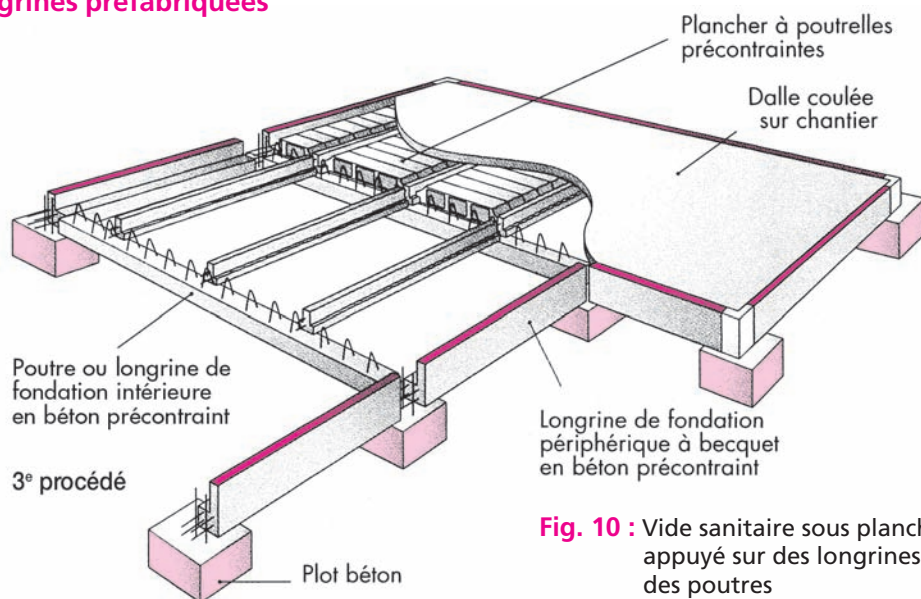 longrines préfabriquées
Plancher à poutrelles
précontraintes
Dalle coulée
sur chantier
Poutre ou longrine de
fondation intérieure
en béton précontraint
Longrine de fondation
périphérique à becquet
en béton précontraint
3e procédé
Plot béton
Fig. 10 : Vide sanitaire sous
appuyé sur des longrines
des poutres